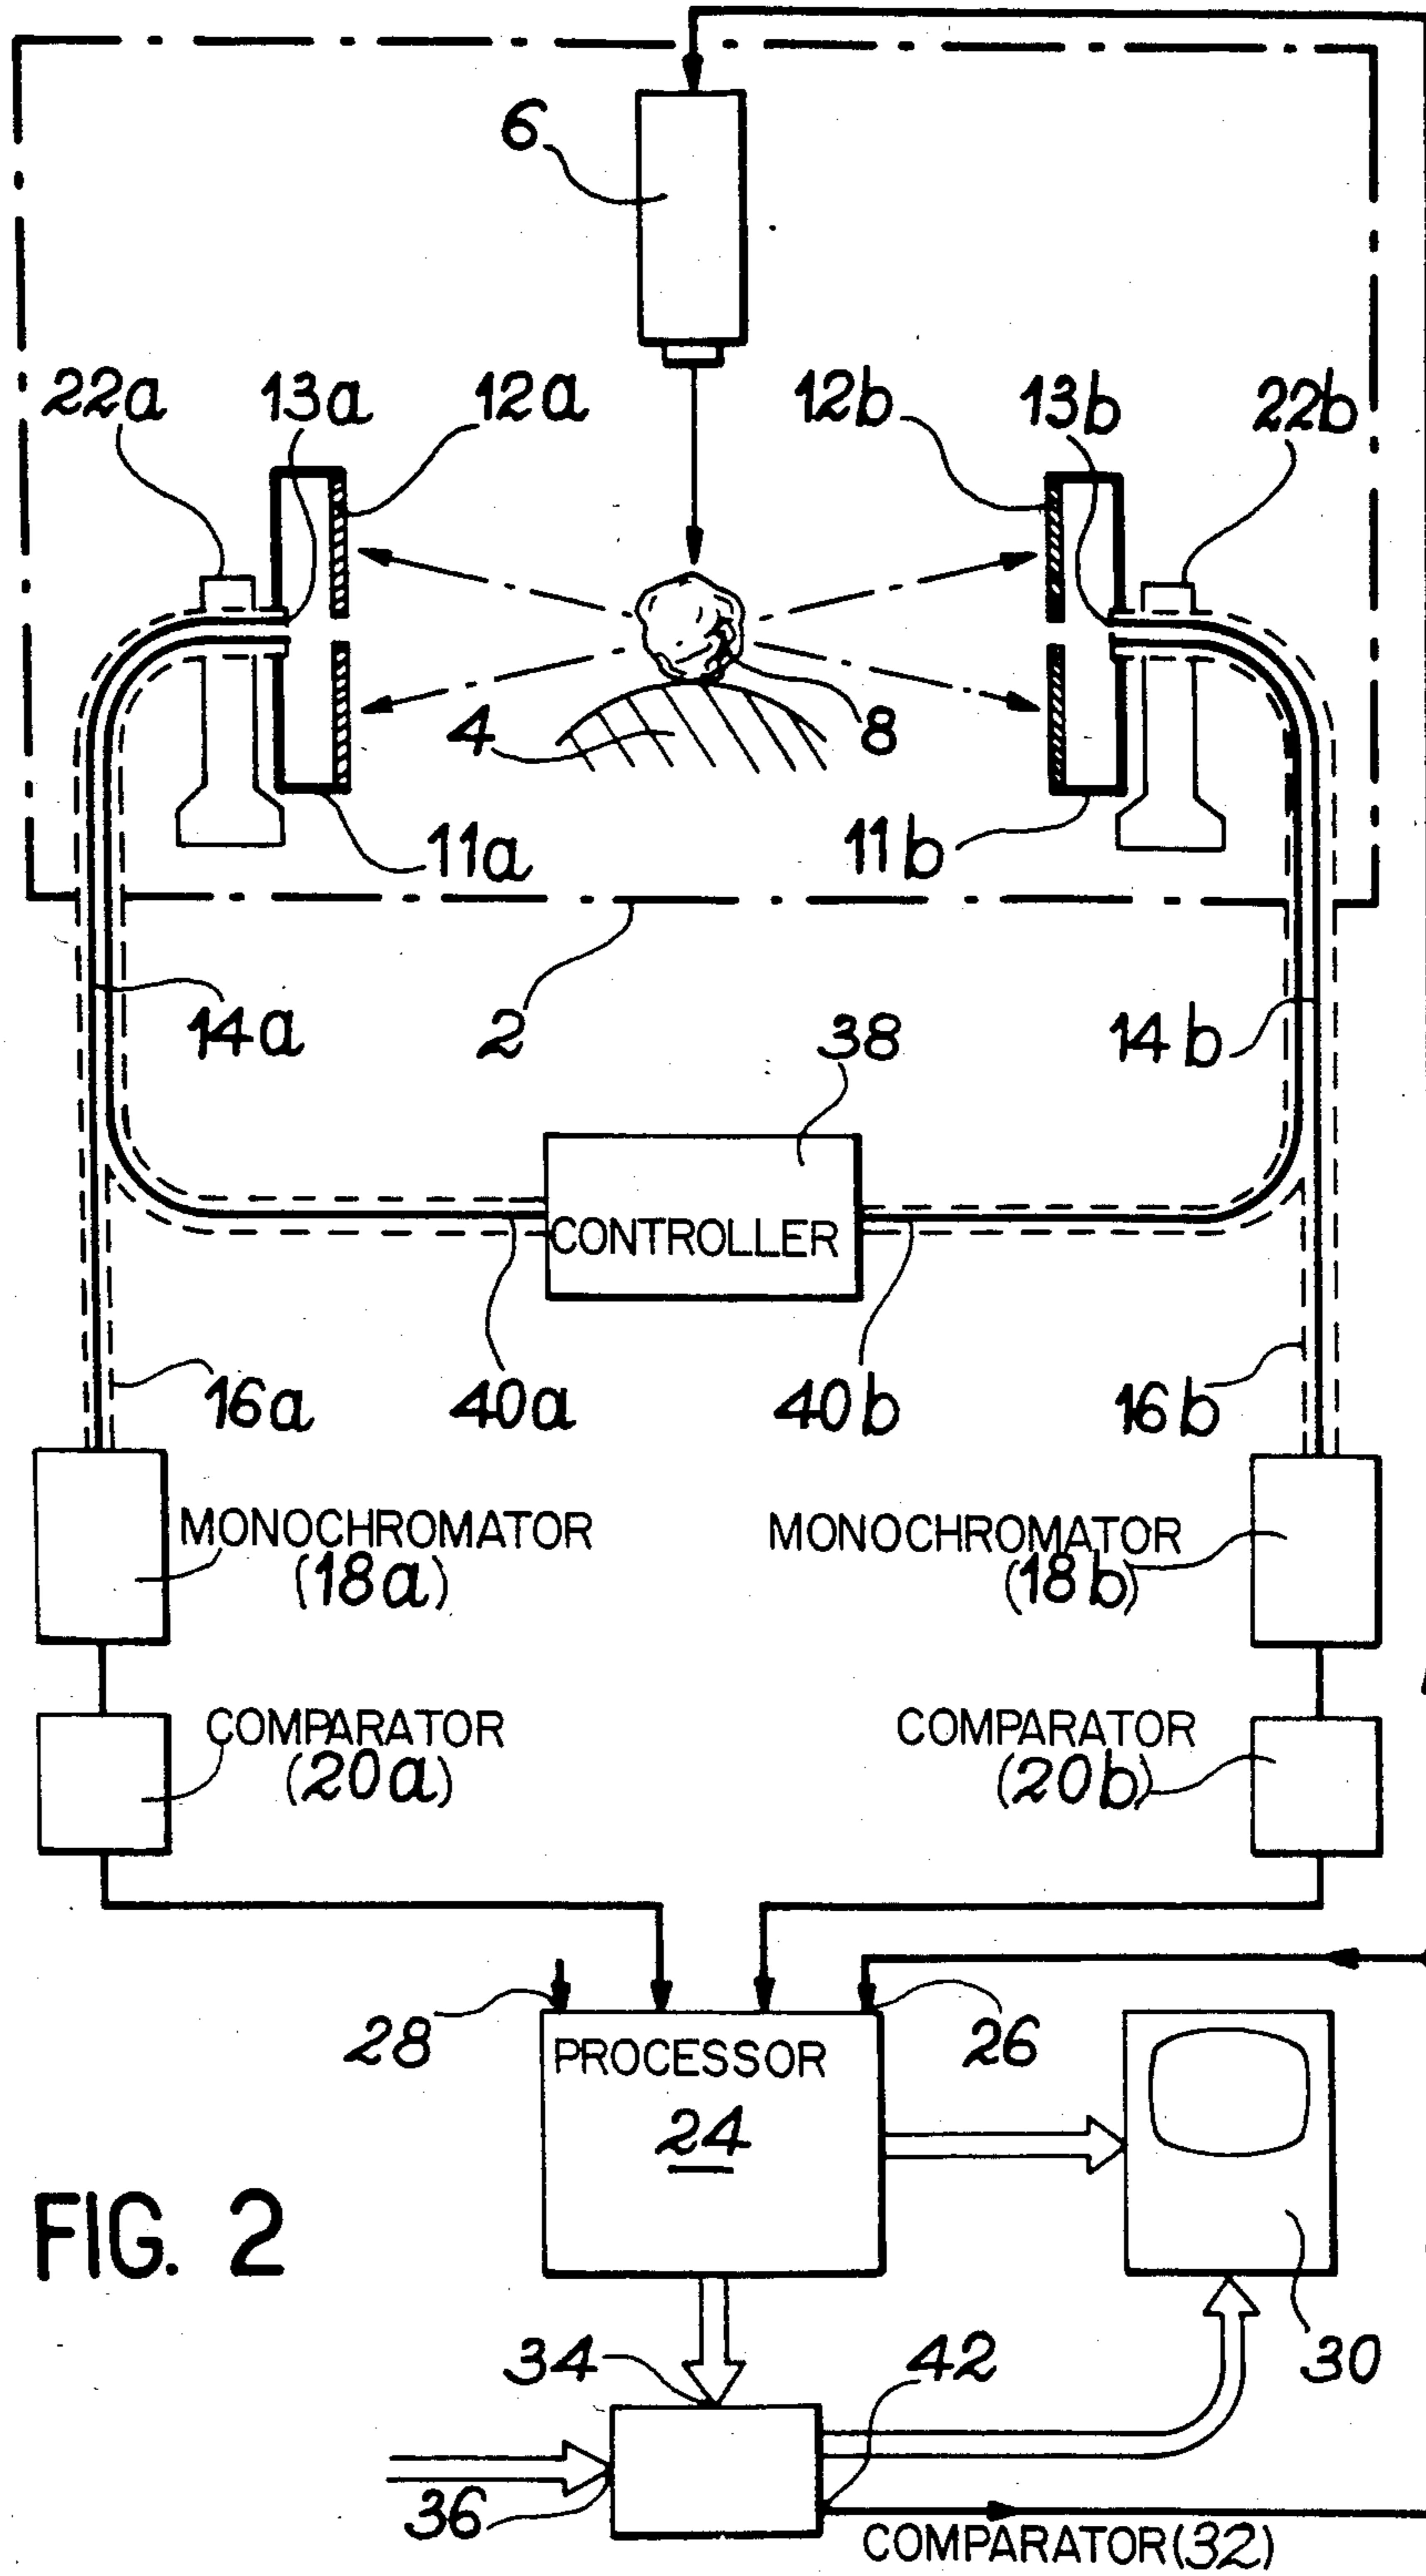 6
22a 13a 12a 12b 13b 22b
4 8
11a 11b
14a 2 38 14b
CONTROLLER
16a 40a 40b 16b
MONOCHROMATOR MONOCHROMATOR
(18a) (18b)
COMPARATOR COMPARATOR
(20a) (20b)
28 PROCESSOR 26
24
FIG. 2
34 42 30
36
COMPARATOR (32)